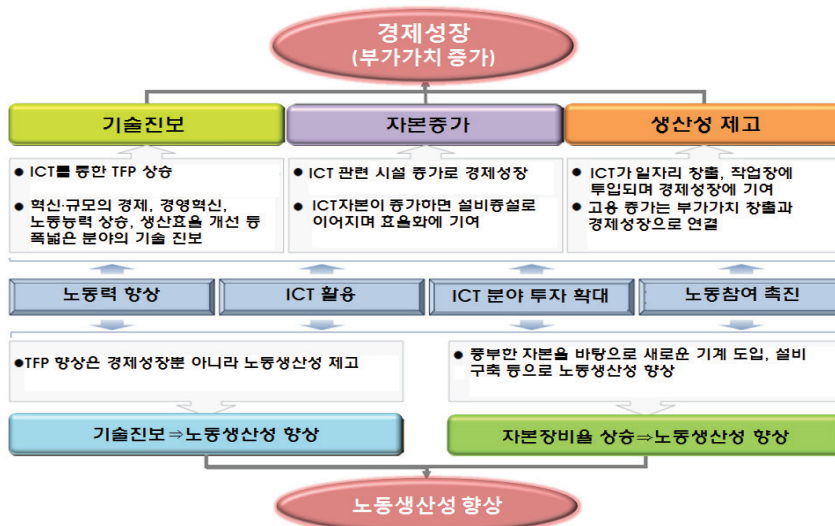 경제성장
(부가가치 증가)
기술진보
자본증가
생산성 제고
● ICT를 통한 TFP 상승
● 혁신·규모의 경제, 경영혁신,
노동능력 상승, 생산효율 개선 등
폭넓은 분야의 기술 진보
● ICT 관련 시설 증가로 경제성장
● ICT자본이 증가하면 설비증설로
이어지며 효율화에 기여
● ICT가 일자리 창출, 작업장에
투입되며 경제성장에 기여
● 고용 증가는 부가가치 창출과
경제성장으로 연결
노동력 향상
ICT 활용
ICT 분야 투자 확대
노동참여 촉진
●TFP 향상은 경제성장뿐 아니라 노동생산성 제고
● 풍부한 자본을 바탕으로 새로운 기계 도입, 설비
구축 등으로 노동생산성 향상
기술진보⇒노동생산성 향상
자본장비율 상승⇒노동생산성 향상
노동생산성 향상